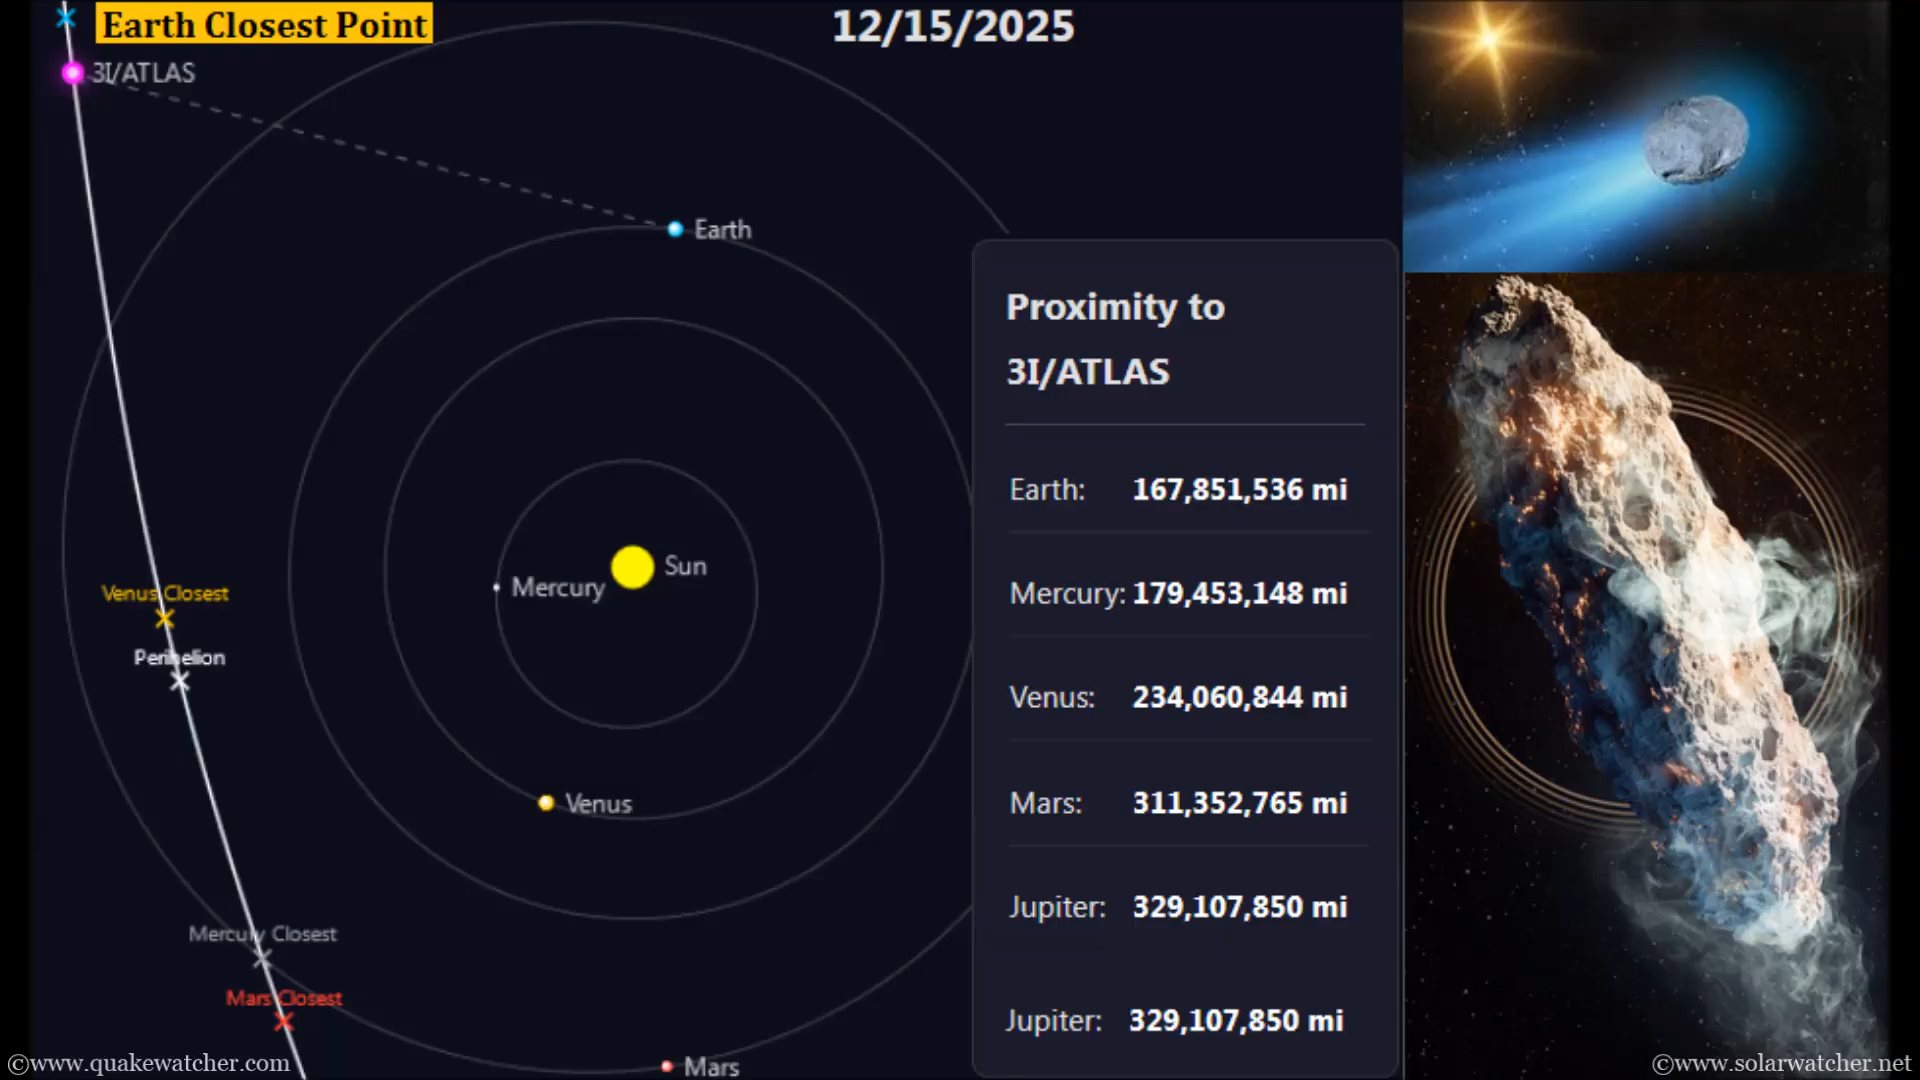 Earth Closest Point
12/15/2025
3I/ATLAS
Earth
Proximity to
3I/ATLAS
Earth: 167,851,536 mi
Sun
Mercury
Venus Closest
Mercury: 179,453,148 mi
Perihelion
Venus: 234,060,844 mi
Venus
Mars: 311,352,765 mi
Jupiter: 329,107,850 mi
Mercury Closest
Mars Closest
Jupiter: 329,107,850 mi
Mars
©www.quakewatcher.com
©www.solarwatcher.net